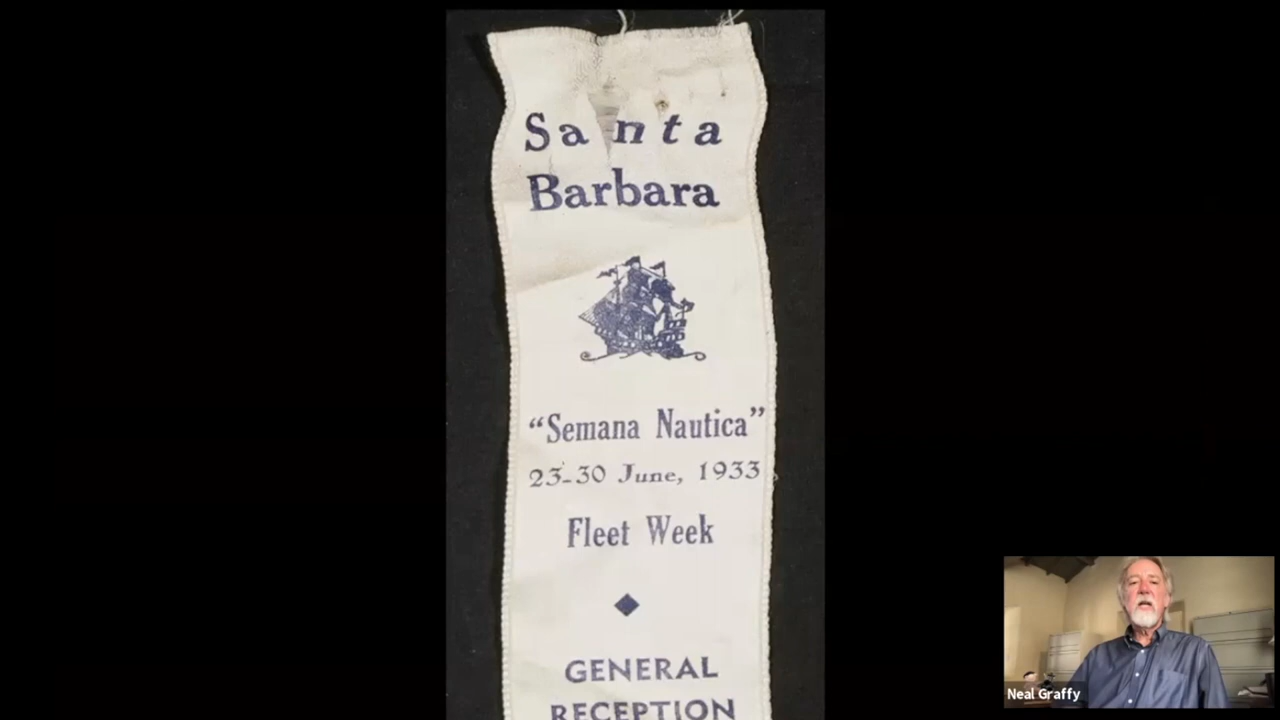 Santa
Barbara
“Semana Nautica”
23-30 June, 1933
Fleet Week
GENERAL
RECEPTION
Neal Graffy